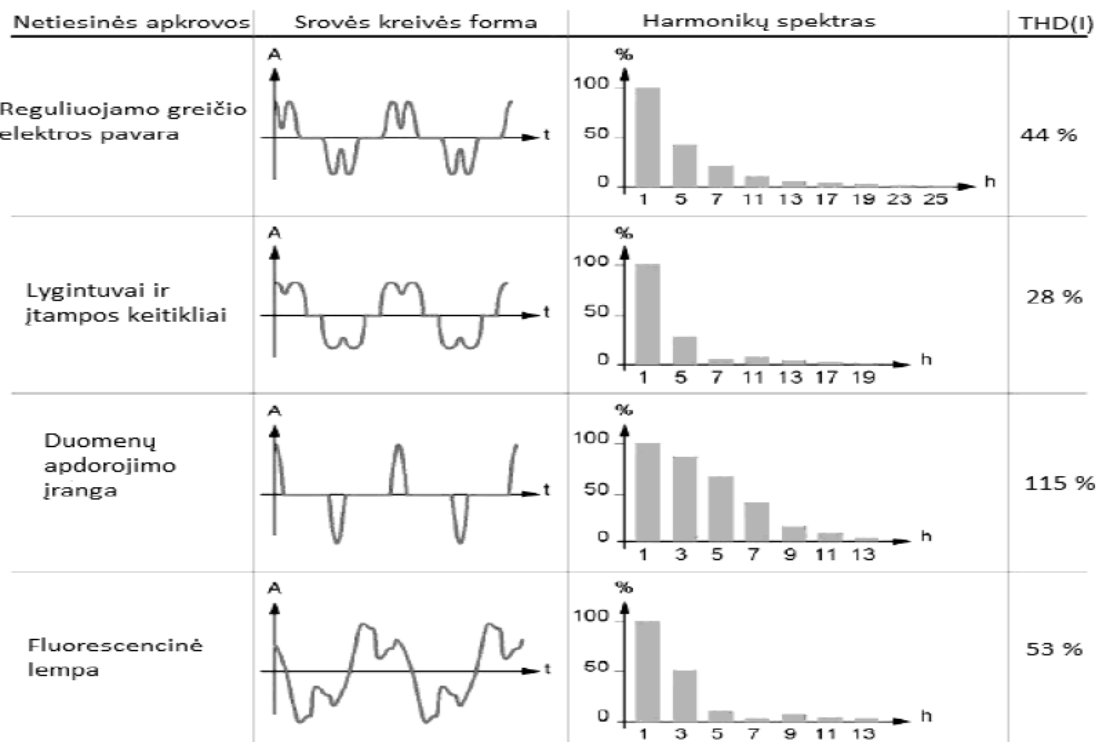 Netiesinės apkrovos Srovės kreivės forma Harmonikų spektras THD(I)
Reguliuojamo greičio
elektros pavara
A
t
%
100
50
0
h
1 5 7 11 13 17 19 23 25
44 %
Lygintuvai ir
įtampos keitikliai
A
t
%
100
50
0
h
1 5 7 11 13 17 19
28 %
Duomenų
apdorojimo
įranga
A
t
%
100
50
0
h
1 3 5 7 9 11 13
115 %
Fluorescencinė
lempa
A
t
%
100
50
0
h
1 3 5 7 9 11 13
53 %